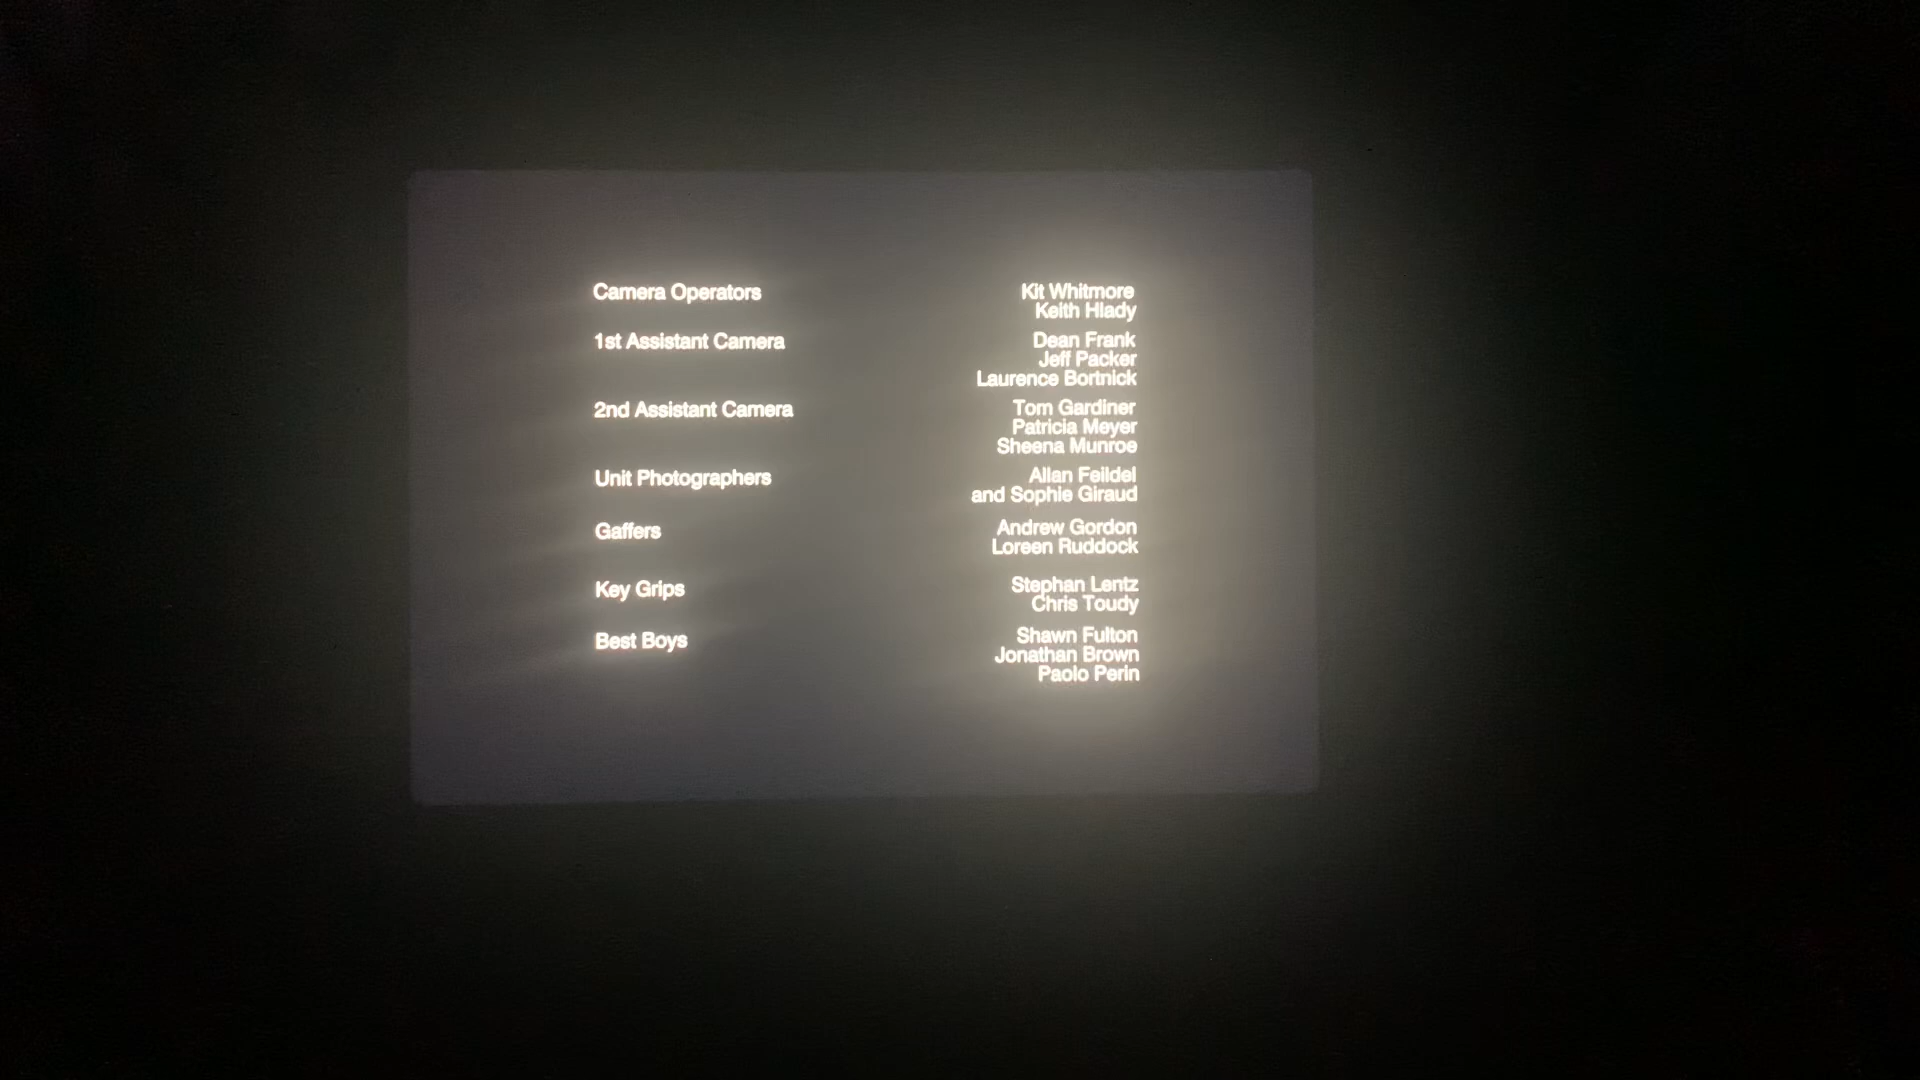 Camera Operators Kit Whitmore
Keith Hlady
1st Assistant Camera Dean Frank
Jeff Packer
Laurence Bortnick
2nd Assistant Camera Tom Gardiner
Patricia Meyer
Sheena Munroe
Unit Photographers Allan Feildel
and Sophie Giraud
Gaffers Andrew Gordon
Loreen Ruddock
Key Grips Stephan Lentz
Chris Toudy
Best Boys Shawn Fulton
Jonathan Brown
Paolo Perin